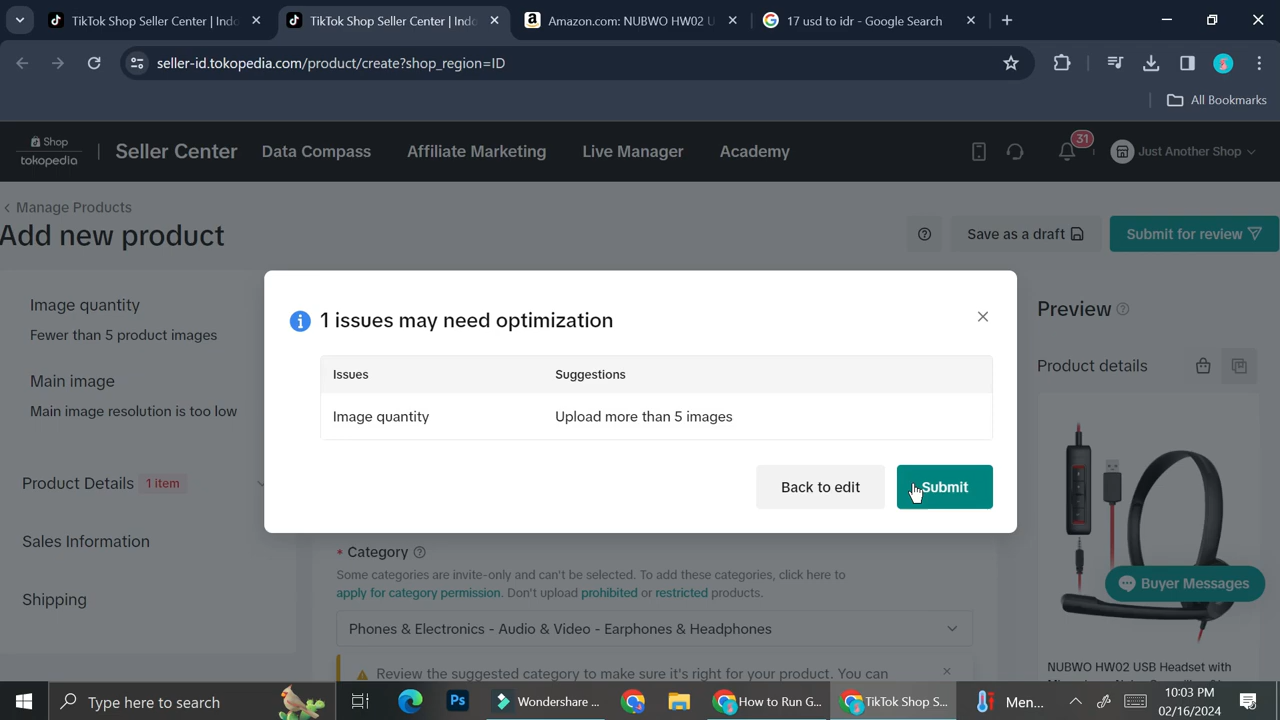 TikTok Shop Seller Center | Indo
TikTok Shop Seller Center | Indo
Amazon.com: NUBWO HW02 U
17 usd to idr - Google Search
seller-id.tokopedia.com/product/create?shop_region=ID
All Bookmarks
Shop
tokopedia
Seller Center
Data Compass
Affiliate Marketing
Live Manager
Academy
31
Just Another Shop
< Manage Products
Add new product
Save as a draft
Submit for review
Image quantity
Fewer than 5 product images
Main image
Main image resolution is too low
Product Details 1 item
Sales Information
Shipping
1 issues may need optimization
Issues Suggestions
Image quantity Upload more than 5 images
Back to edit
Submit
* Category
Some categories are invite-only and can't be selected. To add these categories, click here to
apply for category permission. Don't upload prohibited or restricted products.
Phones & Electronics - Audio & Video - Earphones & Headphones
Review the suggested category to make sure it's right for your product. You can
Preview
Product details
Buyer Messages
NUBWO HW02 USB Headset with
Type here to search
Ps
Wondershare ...
How to Run G...
TikTok Shop S...
Men...
10:03 PM
02/16/2024